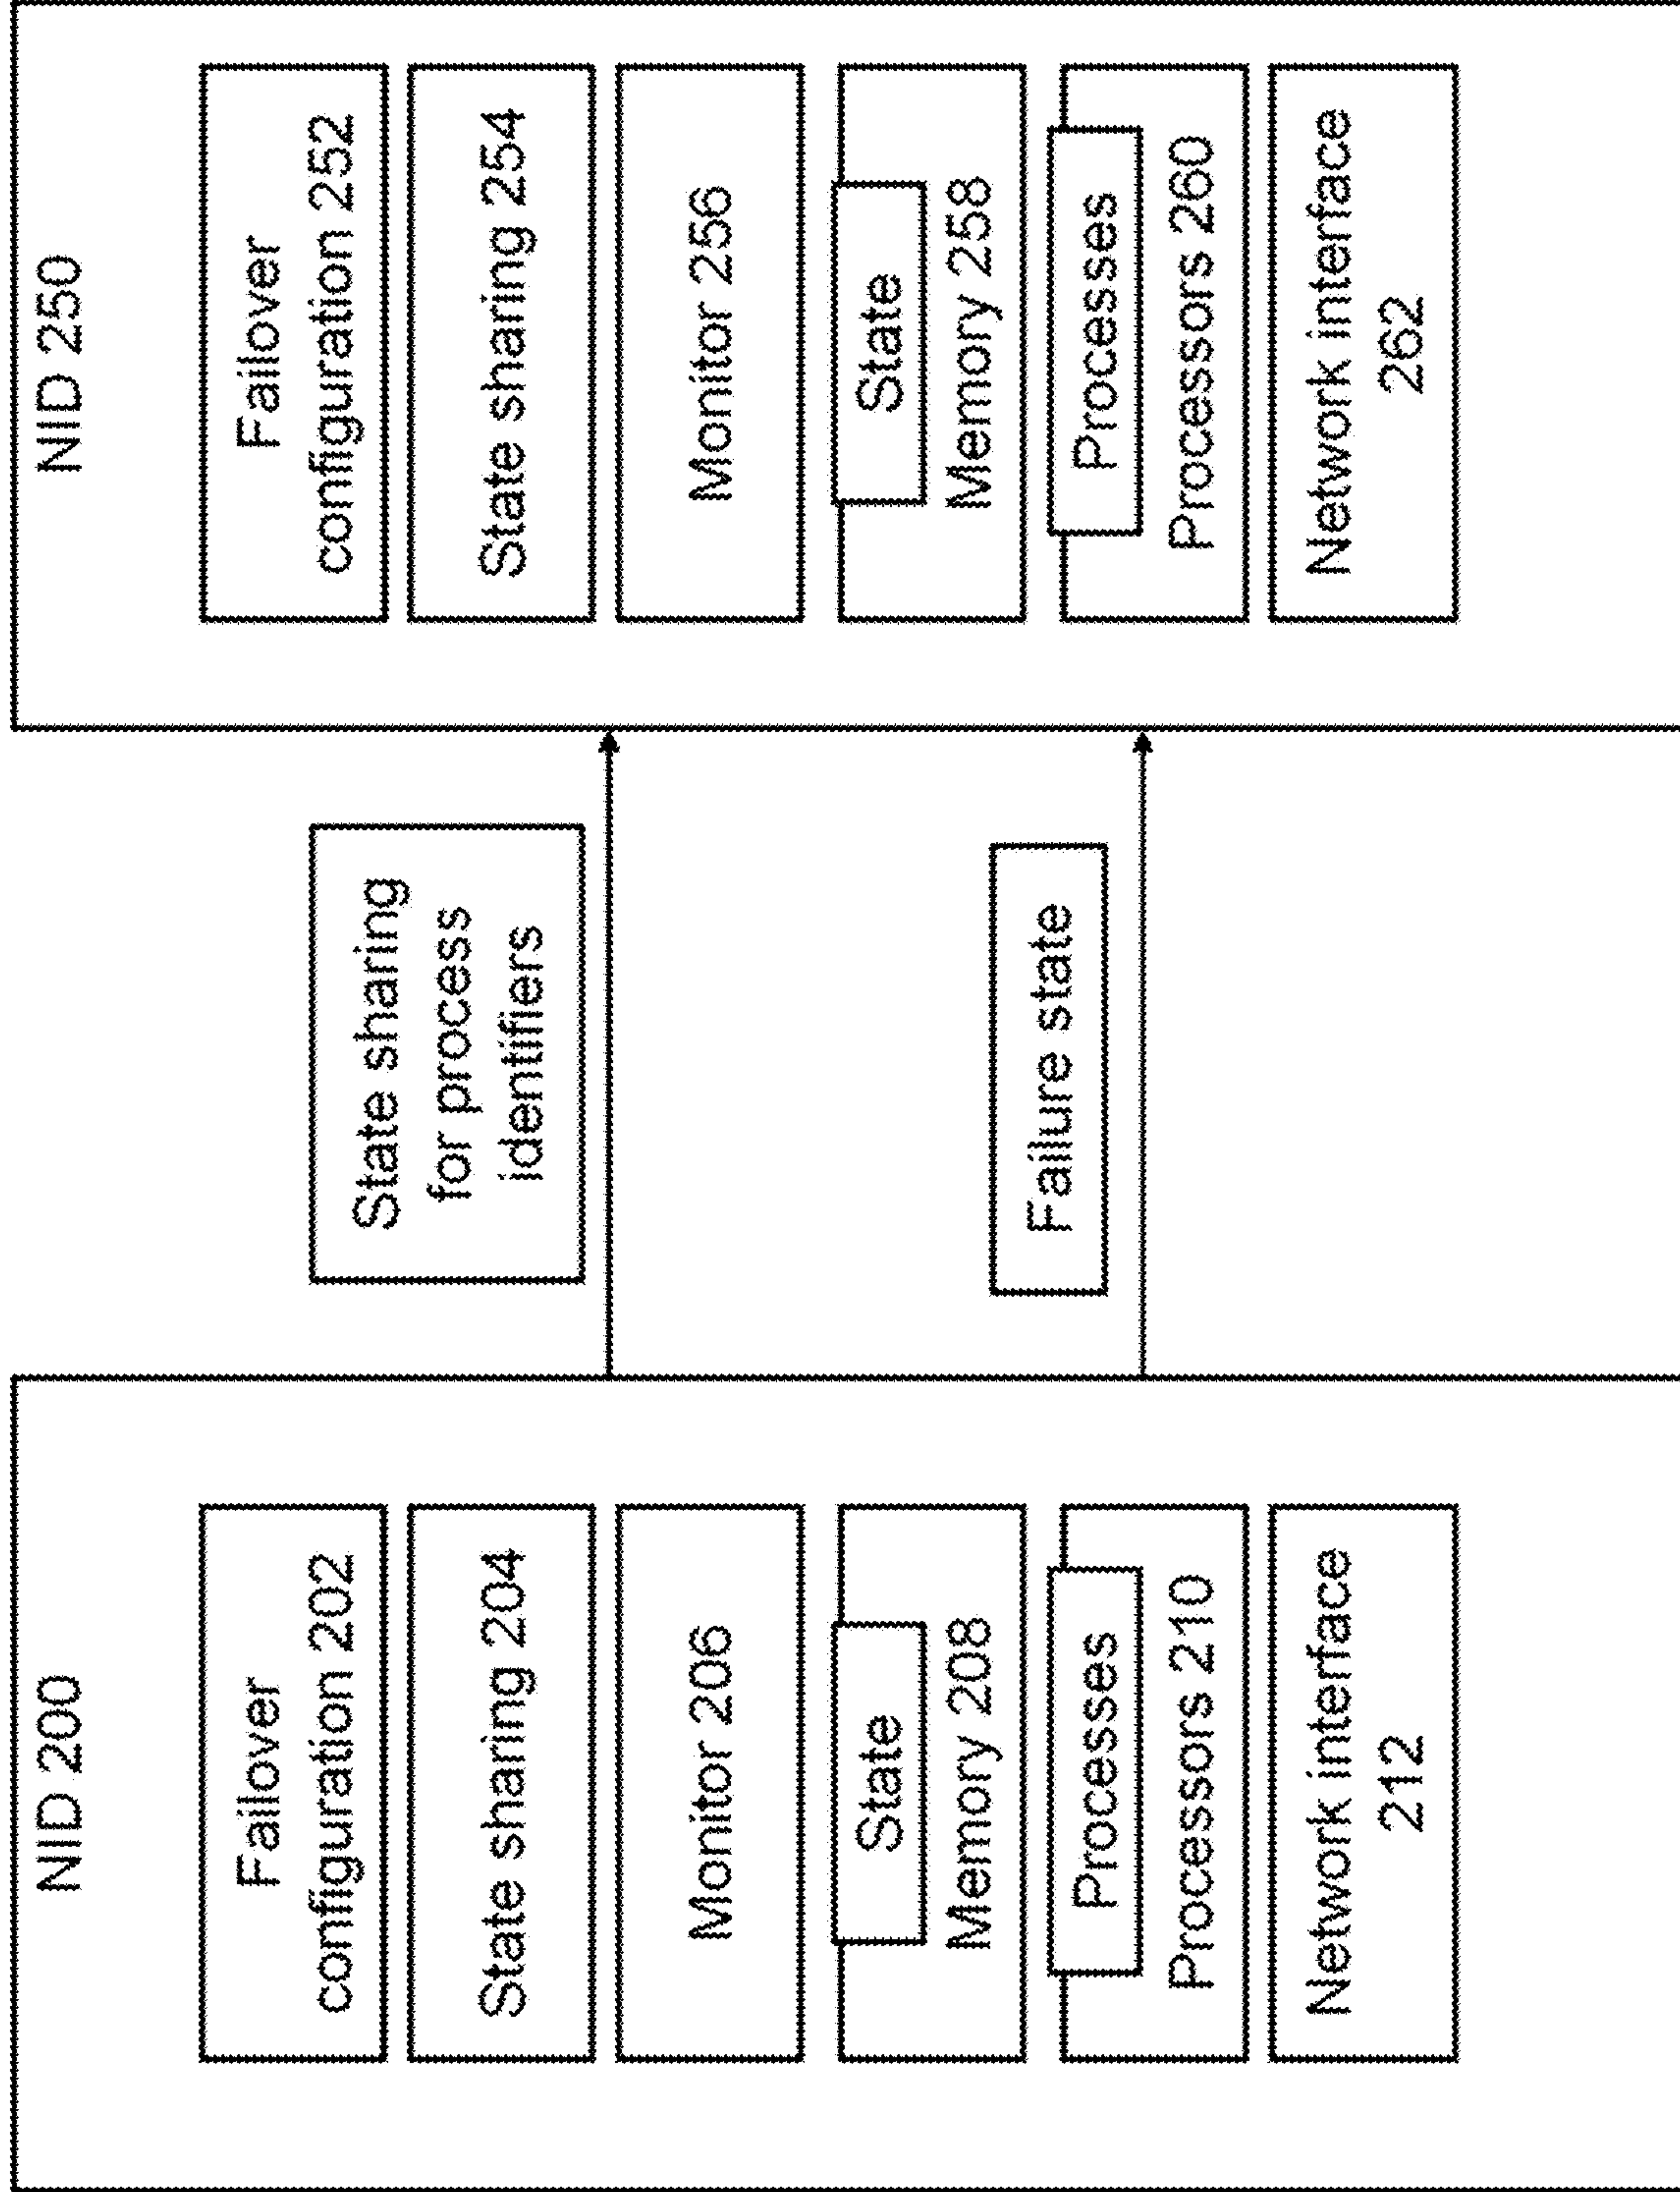 NID 200
Failover
configuration 202
State sharing 204
Monitor 206
State
Memory 208
Processes
Processors 210
Network interface
212
State sharing
for process
identifiers
Failure state
NID 250
Failover
configuration 252
State sharing 254
Monitor 256
State
Memory 258
Processes
Processors 260
Network interface
262